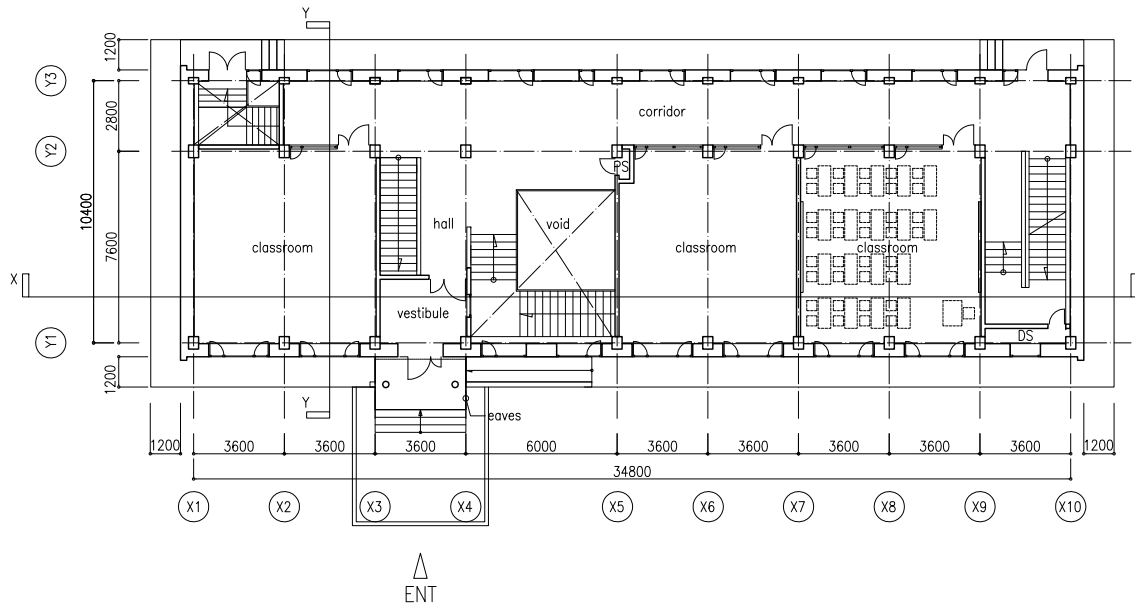 Y
1200
Y3
2800
corridor
Y2
PS
10400
7600
classroom
hall
void
classroom
classroom
X
vestibule
Y1
DS
1200
Y
eaves
1200
3600
3600
3600
6000
3600
3600
3600
3600
3600
1200
34800
X1
X2
X3
X4
X5
X6
X7
X8
X9
X10
ENT